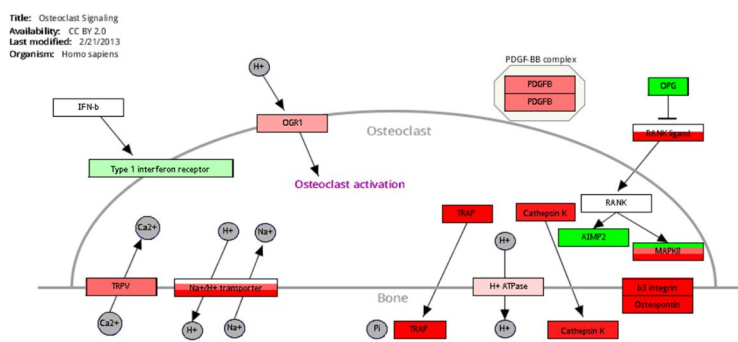 Title: Osteoclast Signaling
Availability: CC BY 2.0
Last modified: 2/21/2013
Organism: Homo sapiens
PDGF-BB complex
H+
PDGFB
OPG
PDGFB
IFN-b
OGR1
Osteoclast
RANK ligand
Type 1 interferon receptor
Osteoclast activation
RANK
TRAP
Cathepsin K
Ca2+
H+
Na+
AIMP2
H+
MAPK8
TRPV
Na+/H+ transporter
H+ ATPase
b3 integrin
Bone
Osteopontin
Ca2+
H+
Na+
Pi
TRAP
H+
Cathepsin K